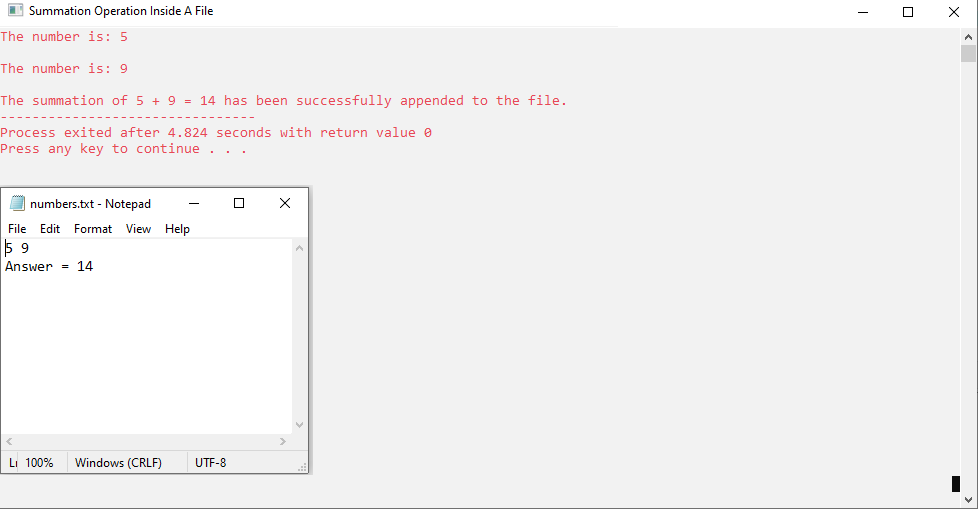 Summation Operation Inside A File
The number is: 5
The number is: 9
The summation of 5 + 9 = 14 has been successfully appended to the file.
--------------------------------
Process exited after 4.824 seconds with return value 0
Press any key to continue . . .
numbers.txt - Notepad
File Edit Format View Help
5 9
Answer = 14
100% Windows (CRLF) UTF-8